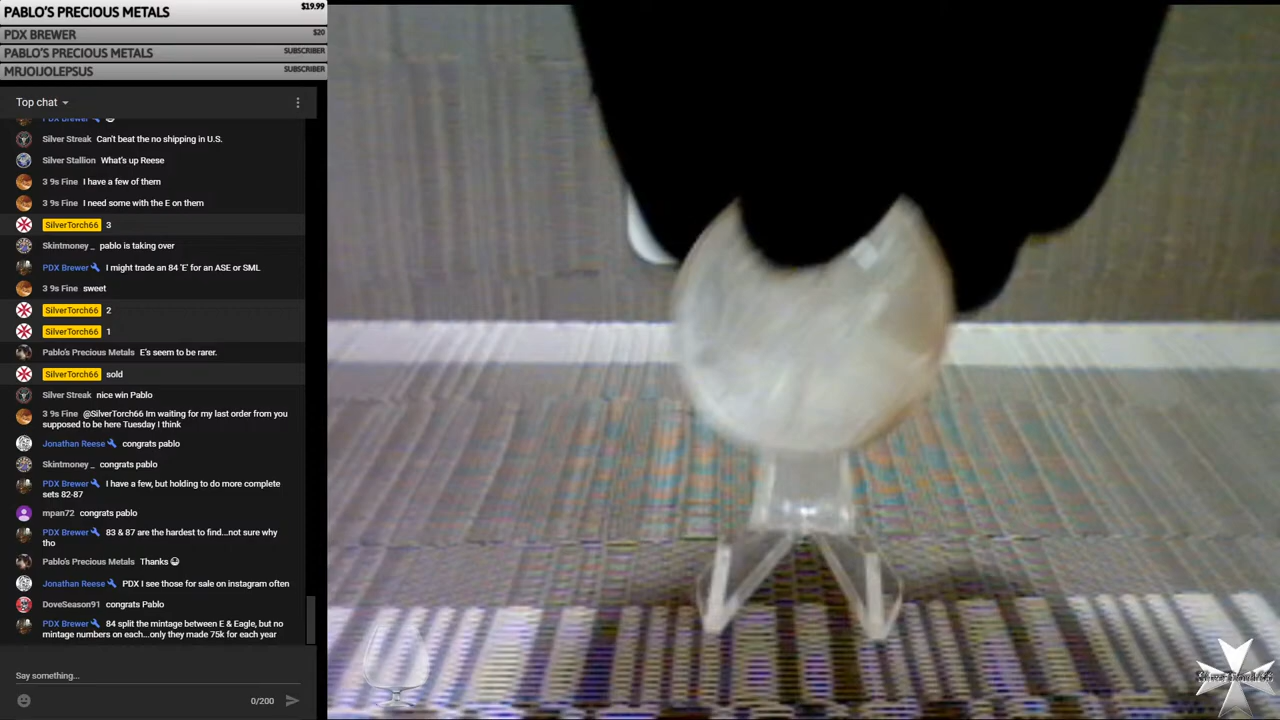 PABLO'S PRECIOUS METALS $19.99
PDX BREWER $20
PABLO'S PRECIOUS METALS SUBSCRIBER
MRJOIJOLEPSUS SUBSCRIBER
Top chat
PDX Brewer
Silver Streak Can't beat the no shipping in U.S.
Silver Stallion What's up Reese
3 9s Fine I have a few of them
3 9s Fine I need some with the E on them
SilverTorch66 3
Skintmoney _ pablo is taking over
PDX Brewer I might trade an 84 'E' for an ASE or SML
3 9s Fine sweet
SilverTorch66 2
SilverTorch66 1
Pablo's Precious Metals E's seem to be rarer.
SilverTorch66 sold
Silver Streak nice win Pablo
3 9s Fine @SilverTorch66 Im waiting for my last order from you
supposed to be here Tuesday I think
Jonathan Reese congrats pablo
Skintmoney _ congrats pablo
PDX Brewer I have a few, but holding to do more complete
sets 82-87
mpan72 congrats pablo
PDX Brewer 83 & 87 are the hardest to find...not sure why
tho
Pablo's Precious Metals Thanks
Jonathan Reese PDX I see those for sale on instagram often
DoveSeason91 congrats Pablo
PDX Brewer 84 split the mintage between E & Eagle, but no
mintage numbers on each...only they made 75k for each year
Say something...
0/200
SilverTorch66